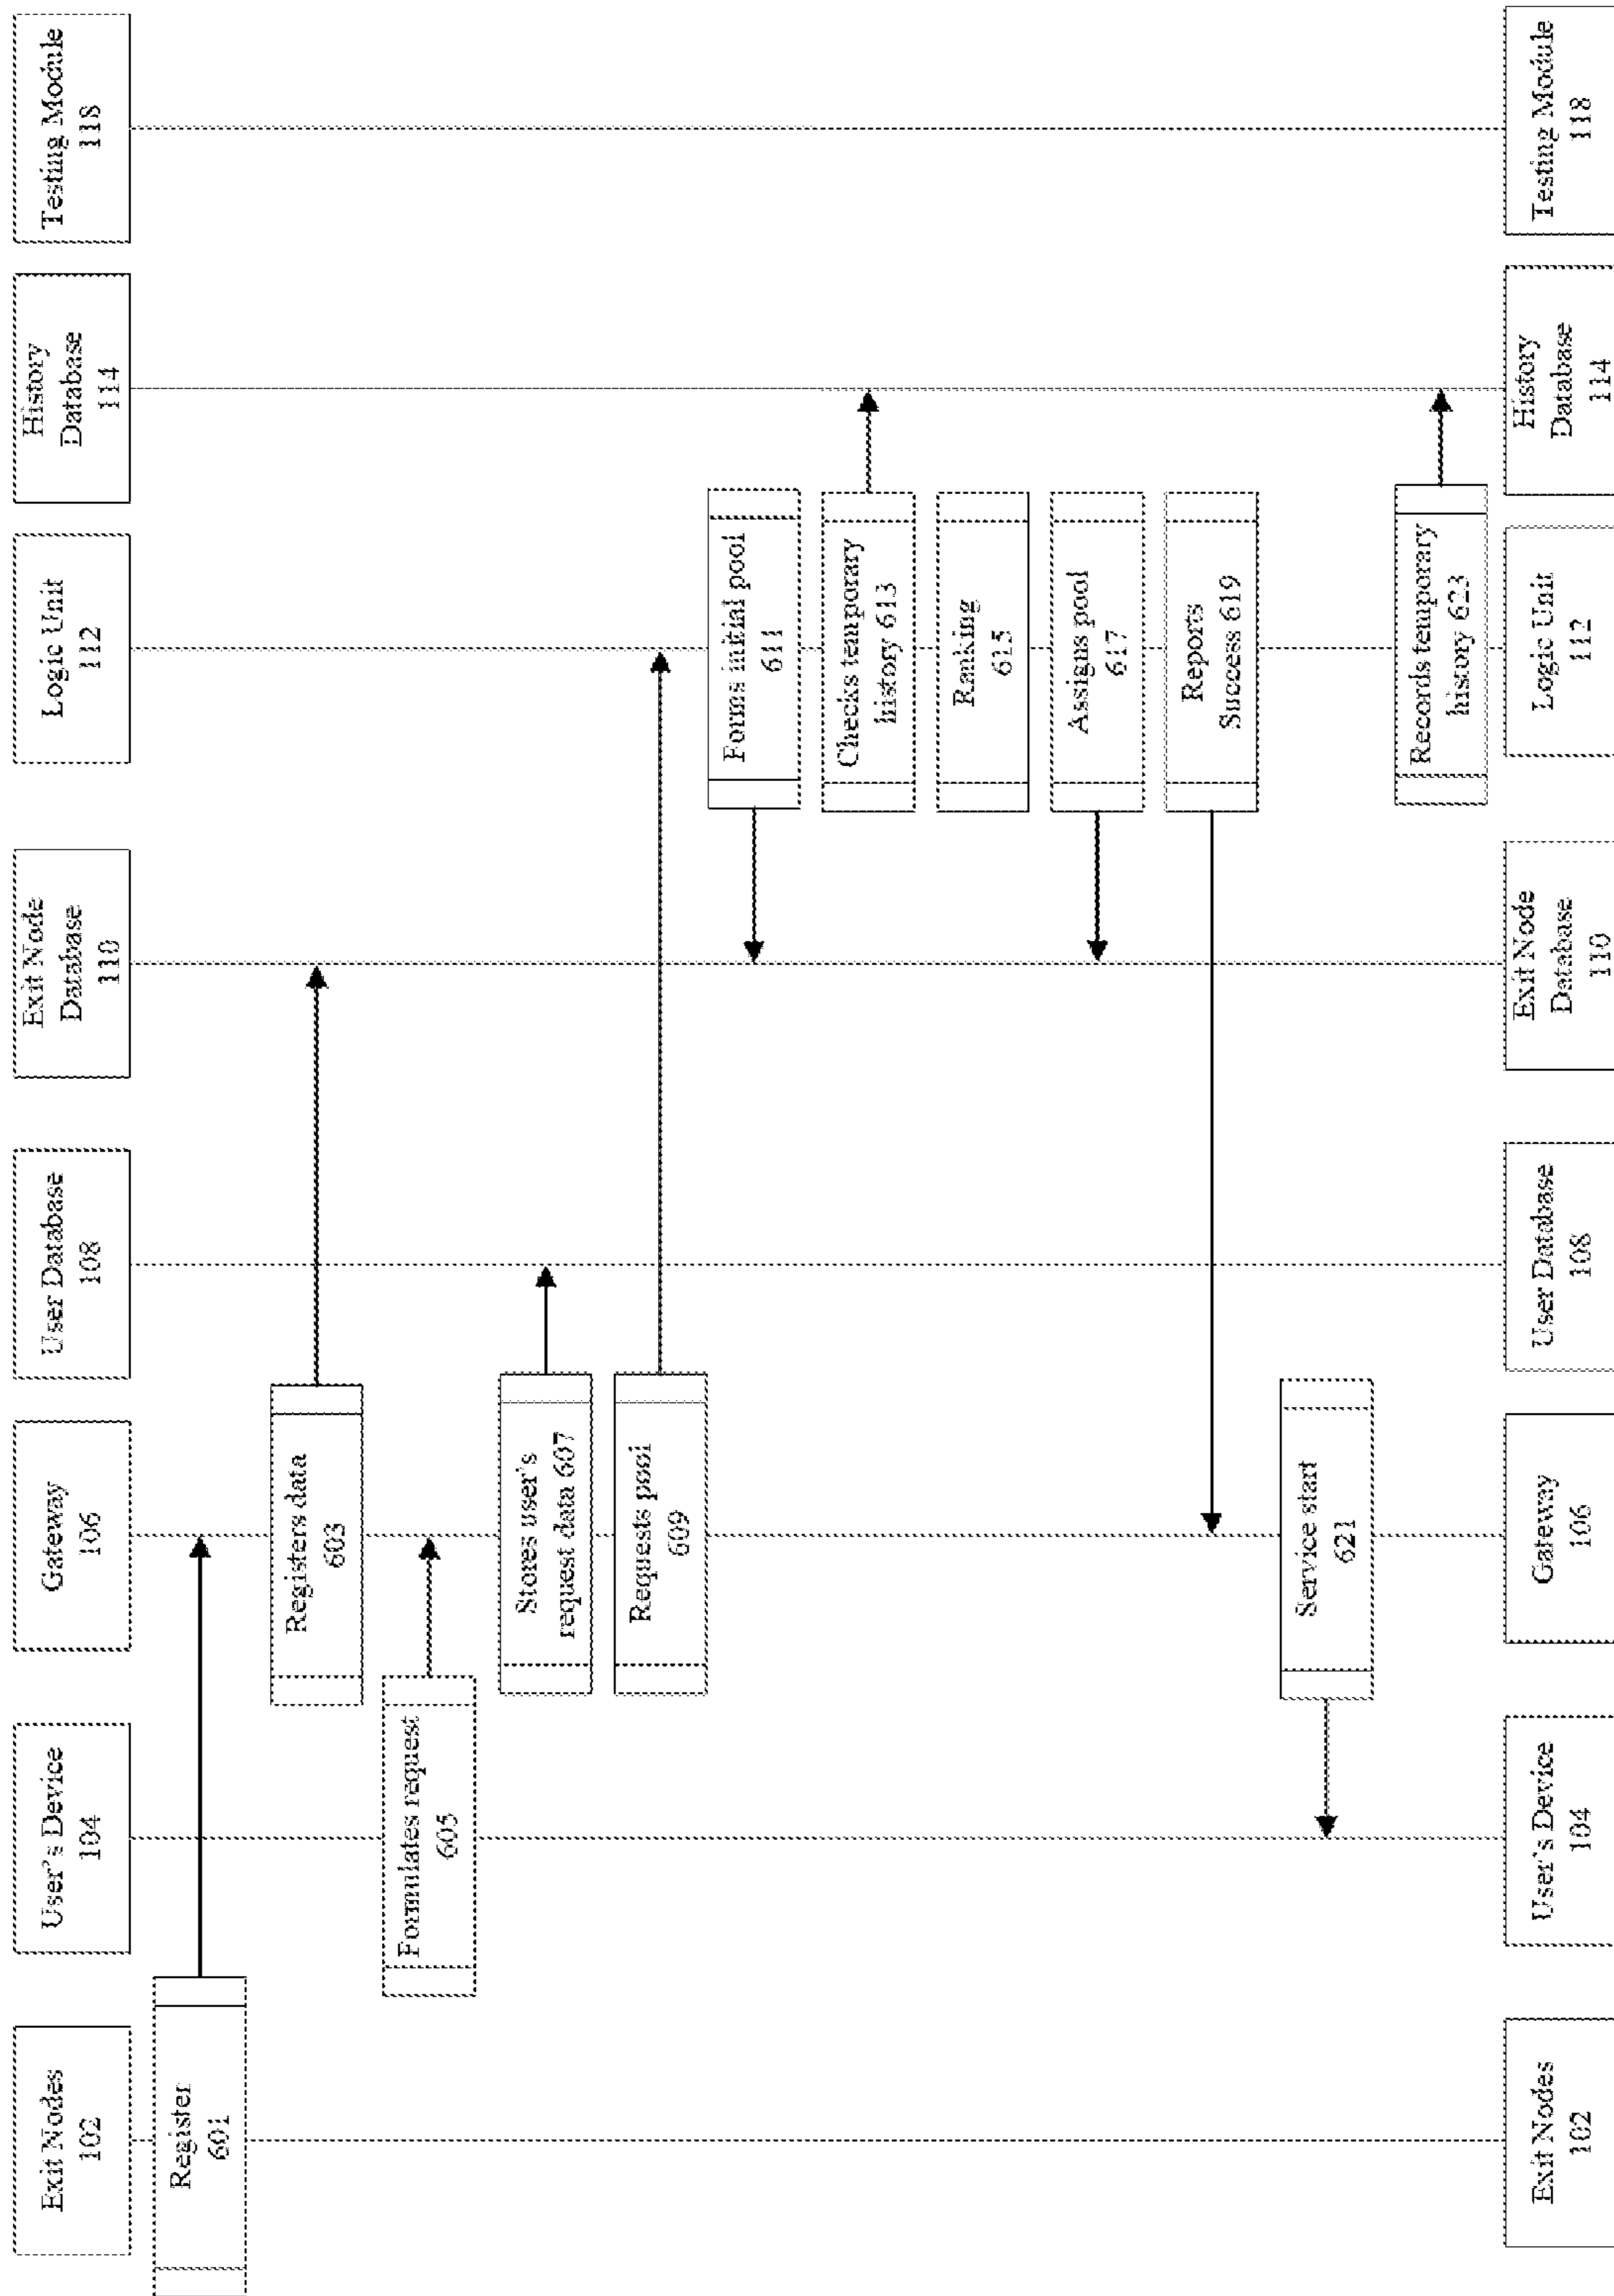 Exit Nodes
102
User's Device
104
Gateway
106
User Database
108
Exit Node
Database
110
Logic Unit
112
History
Database
114
Testing Module
118
Register
601
Registers data
603
Formulates request
605
Stores user's
request data 607
Requests pool
609
Forms initial pool
611
Checks temporary
history 613
Ranking
615
Assigns pool
617
Reports
Success 619
Service start
621
Records temporary
history 623
Exit Nodes
102
User's Device
104
Gateway
106
User Database
108
Exit Node
Database
110
Logic Unit
112
History
Database
114
Testing Module
118